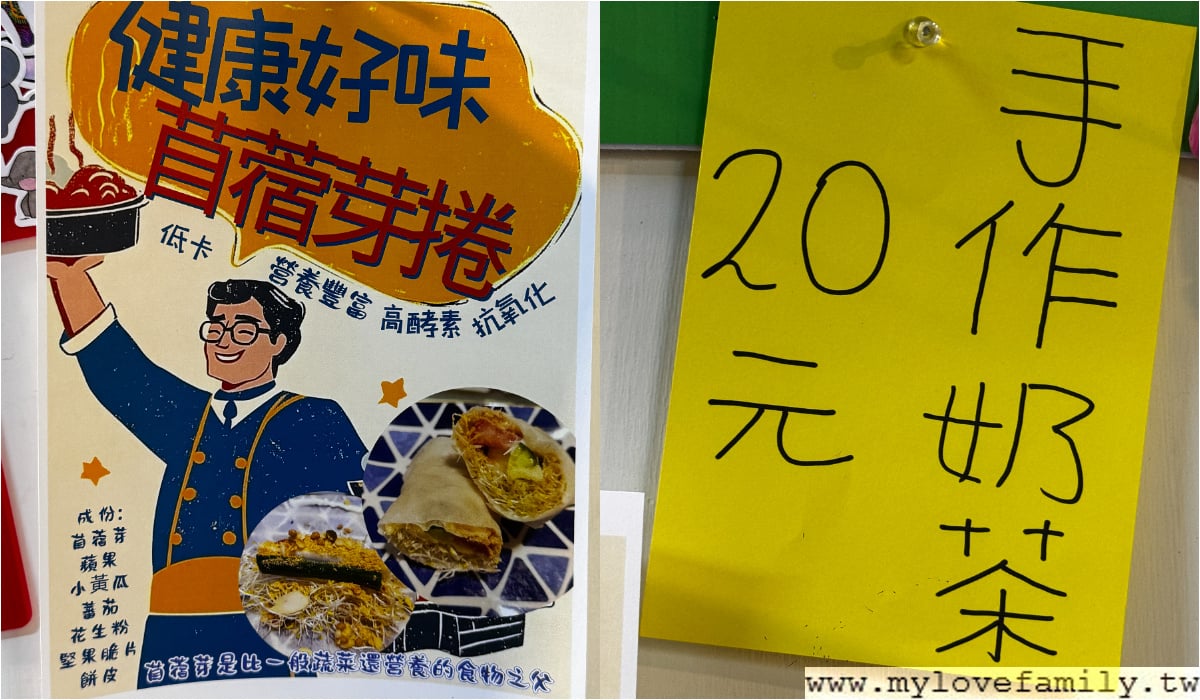 健康好味
苜蓿芽捲
低卡
營養豐富
高酵素
抗氧化
成份:
苜蓿芽
蘋果
小黃瓜
蕃茄
花生粉
堅果脆片
餅皮
苜蓿芽是比一般蔬菜還營養的食物之父
手作奶茶
20元
www.mylovefamily.tw